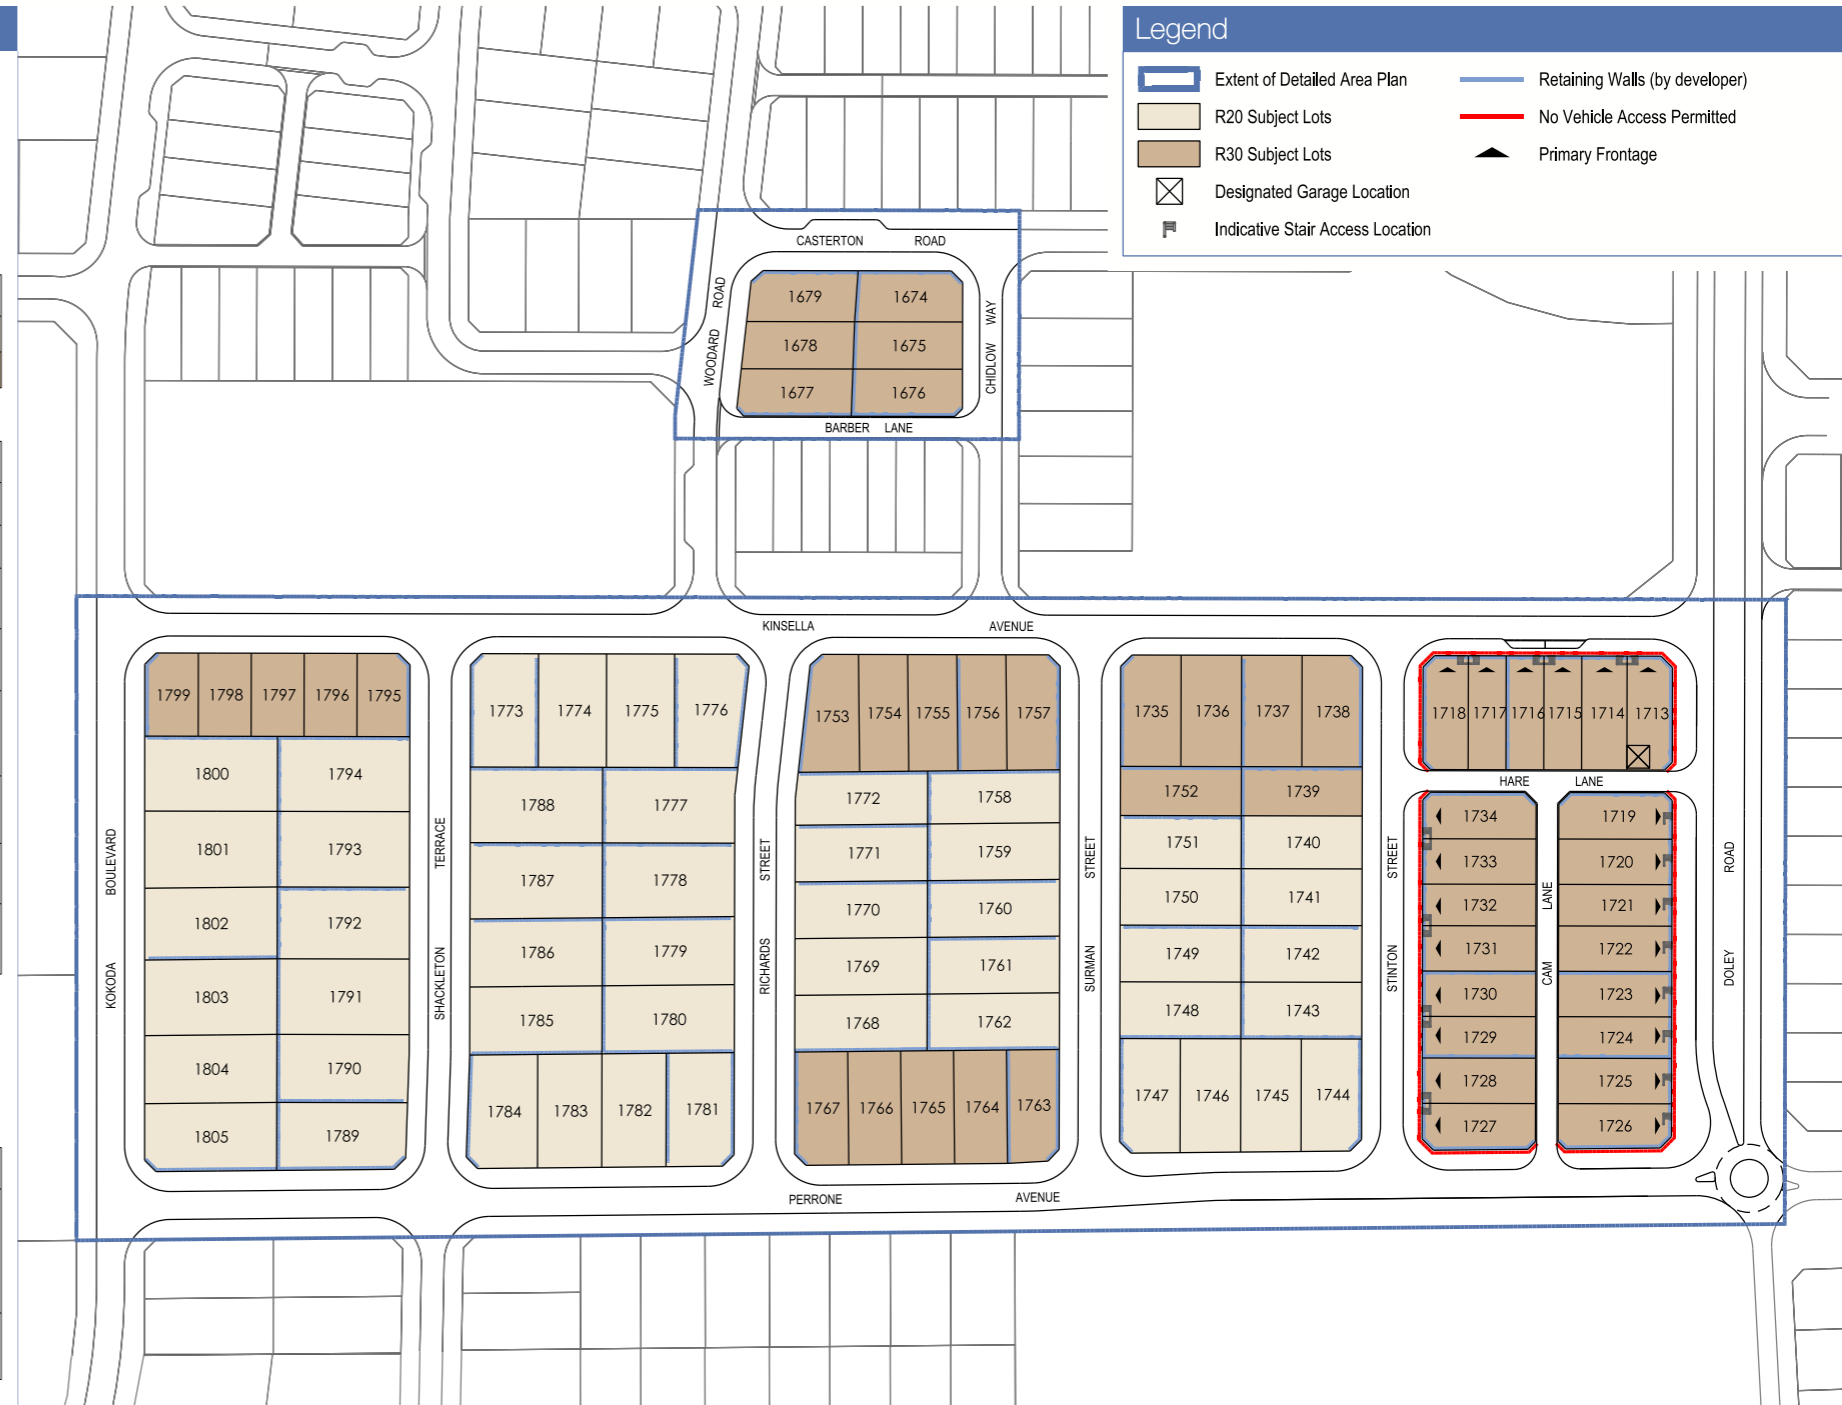 Legend
Extent of Detailed Area Plan
R20 Subject Lots
R30 Subject Lots
Designated Garage Location
Indicative Stair Access Location
Retaining Walls (by developer)
No Vehicle Access Permitted
Primary Frontage
CASTERTON ROAD
WOODARD ROAD
CHIDLOW WAY
1679 1674
1678 1675
1677 1676
BARBER LANE
KINSELLA AVENUE
KOKODA BOULEVARD
1799 1798 1797 1796 1795
1800 1794
1801 1793
1802 1792
1803 1791
1804 1790
1805 1789
SHACKLETON TERRACE
1773 1774 1775 1776
1788 1777
1787 1778
1786 1779
1785 1780
1784 1783 1782 1781
RICHARDS STREET
1753 1754 1755 1756 1757
1772 1758
1771 1759
1770 1760
1769 1761
1768 1762
1767 1766 1765 1764 1763
SURMAN STREET
1735 1736 1737 1738
1752 1739
1751 1740
1750 1741
1749 1742
1748 1743
1747 1746 1745 1744
STINTON STREET
1718 1717 1716 1715 1714 1713
HARE LANE
1734 1719
1733 1720
1732 1721
1731 1722
1730 1723
1729 1724
1728 1725
1727 1726
CAM LANE
DOLEY ROAD
PERRONE AVENUE